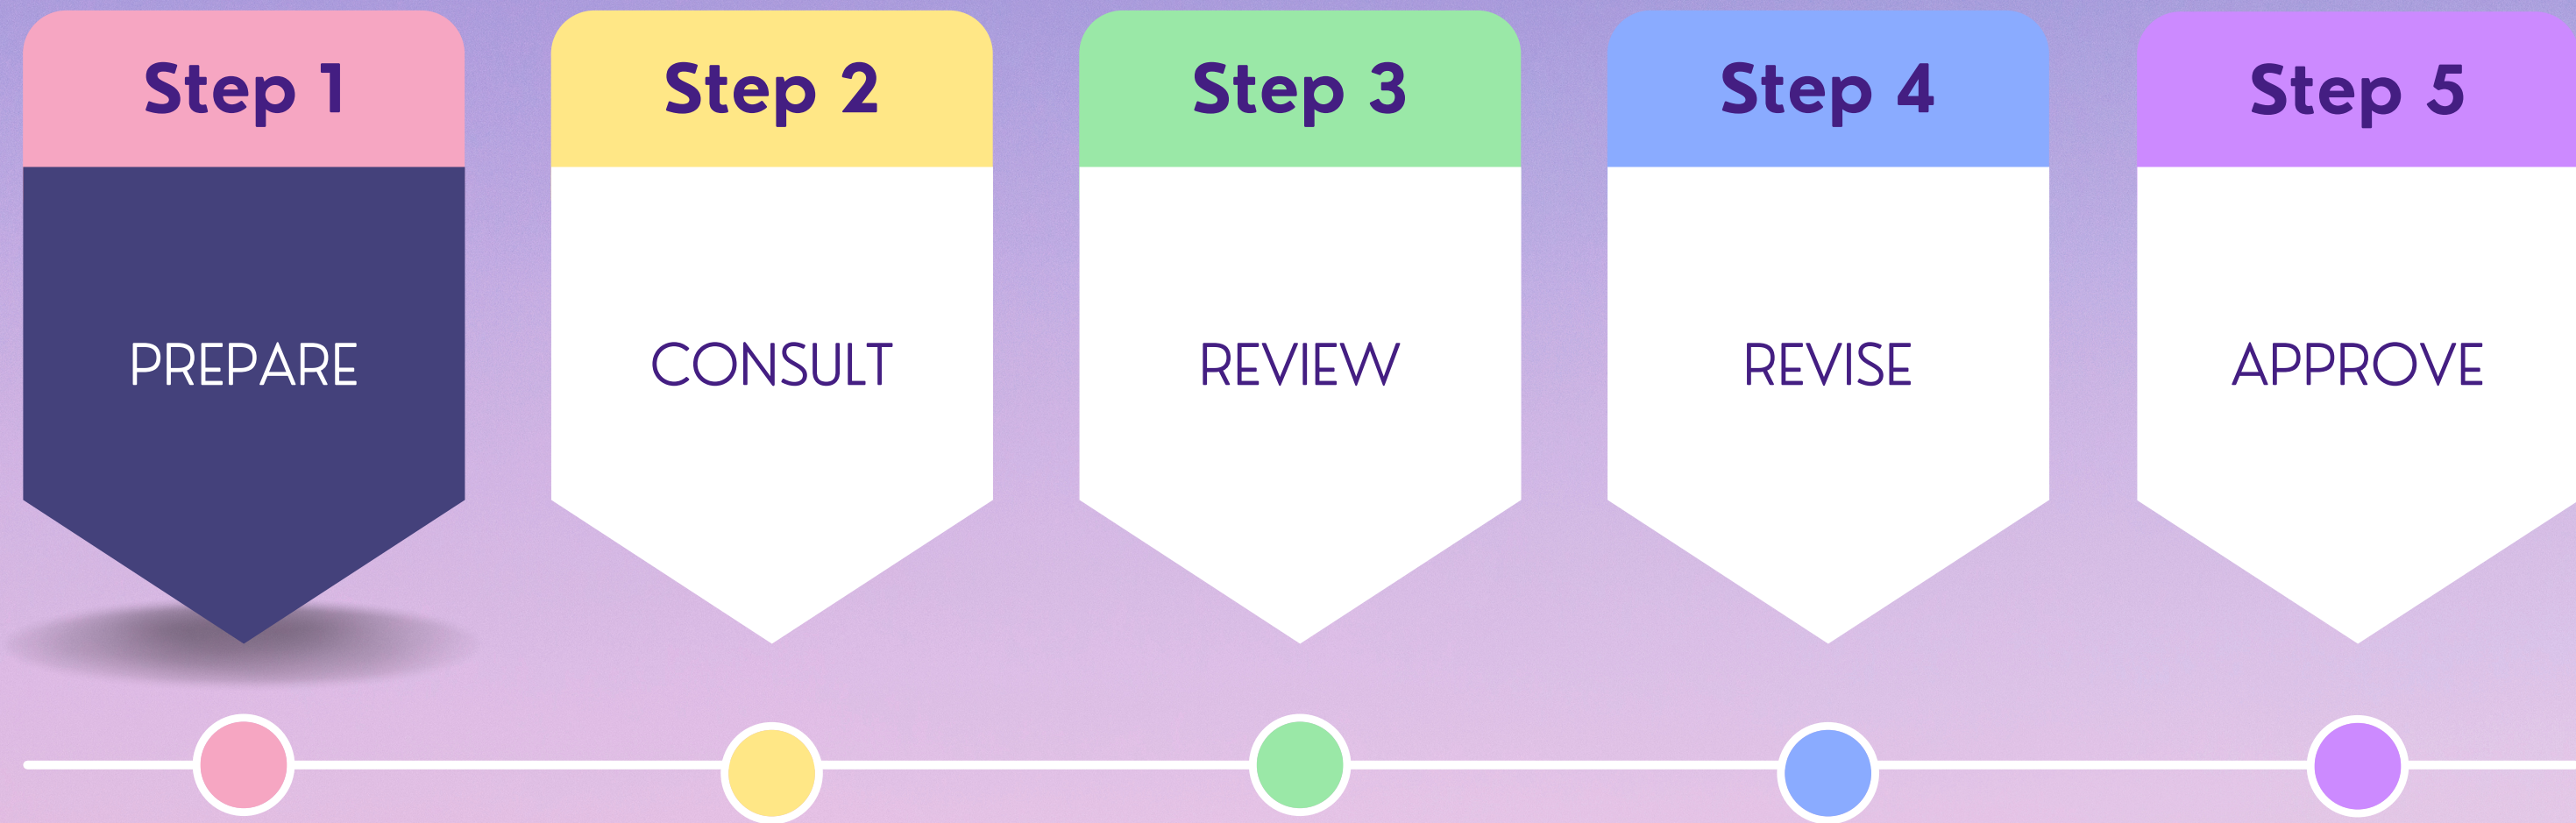 Step 1
PREPARE
Step 2
CONSULT
Step 3
REVIEW
Step 4
REVISE
Step 5
APPROVE